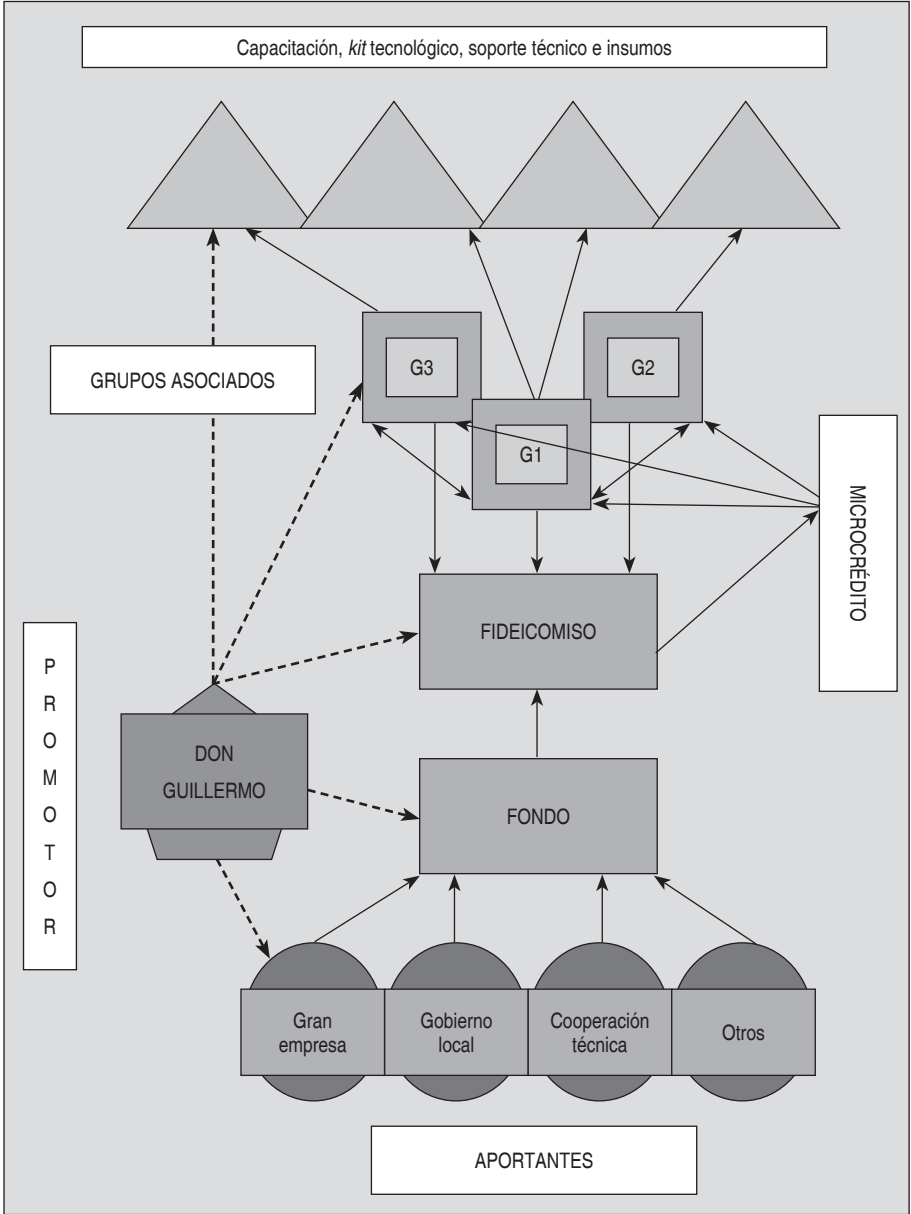 Capacitación, kit tecnológico, soporte técnico e insumos
G3
G2
GRUPOS ASOCIADOS
G1
MICROCRÉDITO
FIDEICOMISO
PROMOTOR
DON
GUILLERMO
FONDO
Gran
empresa
Gobierno
local
Cooperación
técnica
Otros
APORTANTES